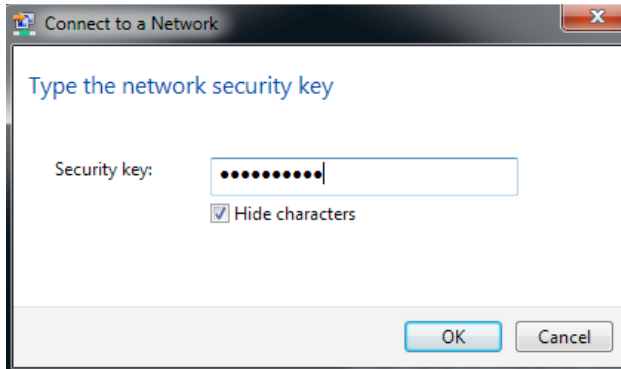 Connect to a Network
Type the network security key
Security key: ••••••••••
Hide characters
OK Cancel